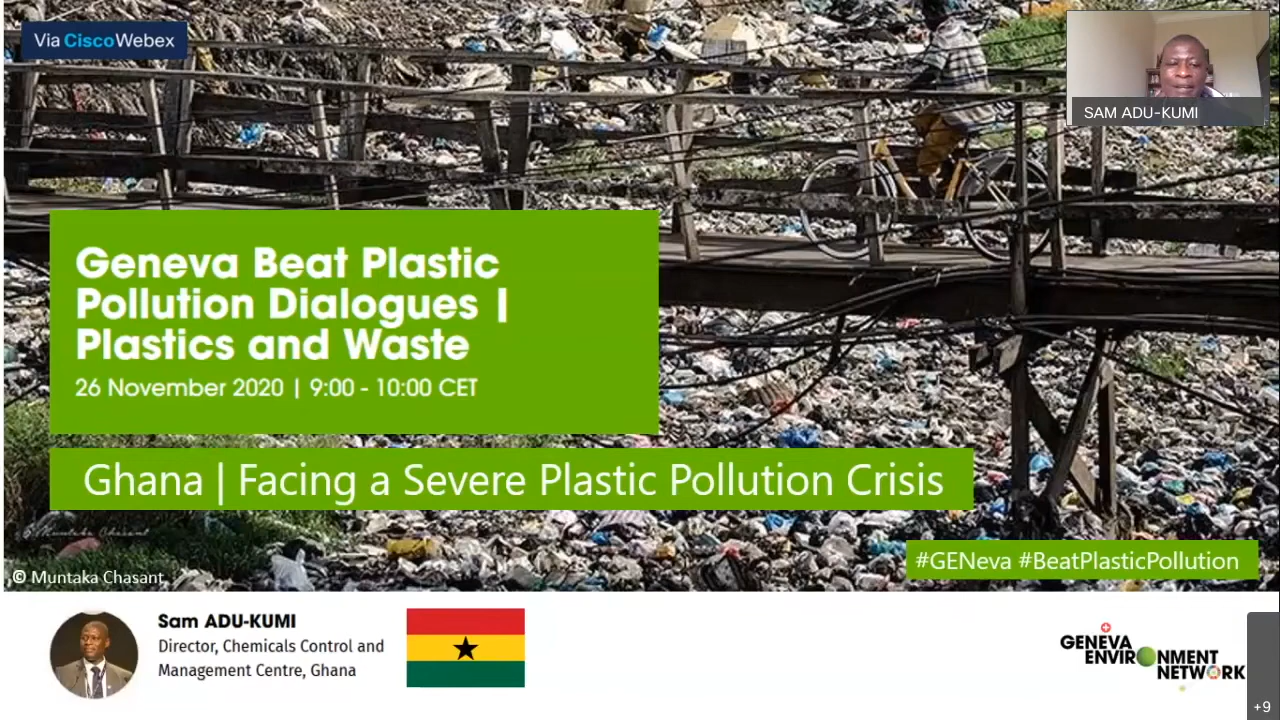 Via CiscoWebex
SAM ADU-KUMI
Geneva Beat Plastic
Pollution Dialogues |
Plastics and Waste
26 November 2020 | 9:00 - 10:00 CET
Ghana | Facing a Severe Plastic Pollution Crisis
#GENeva #BeatPlasticPollution
© Muntaka Chasant
Sam ADU-KUMI
Director, Chemicals Control and
Management Centre, Ghana
GENEVA
ENVIRONMENT
NETWORK
+9